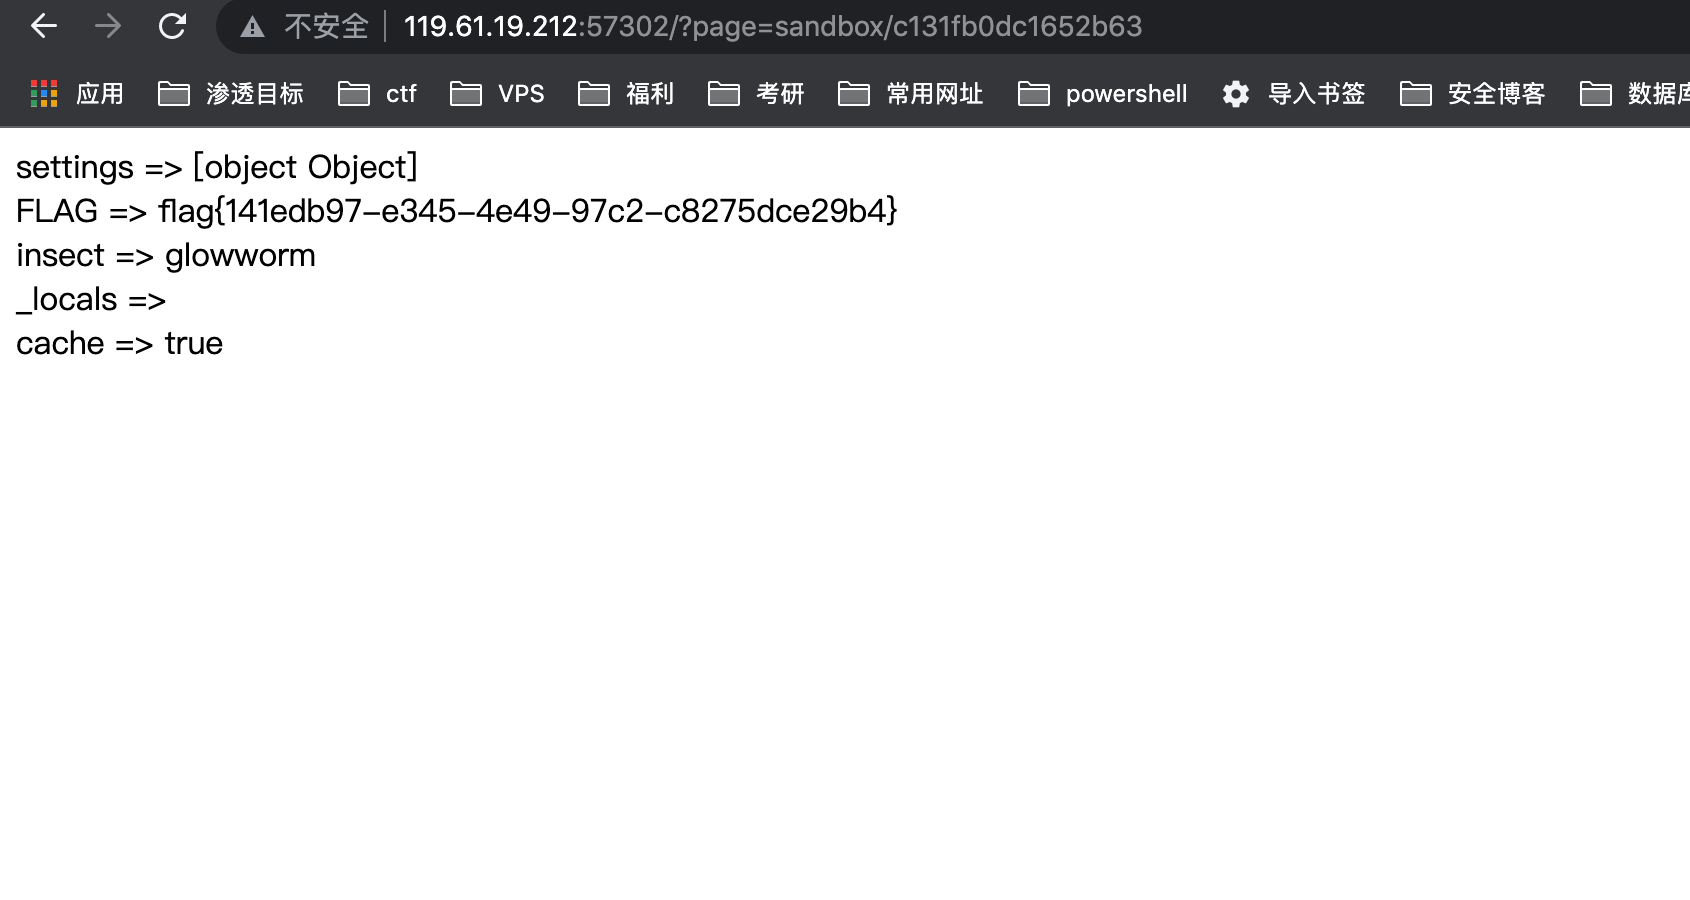 不安全 119.61.19.212:57302/?page=sandbox/c131fb0dc1652b63
应用 渗透目标 ctf VPS 福利 考研 常用网址 powershell 导入书签 安全博客 数据库
settings => [object Object]
FLAG => flag{141edb97-e345-4e49-97c2-c8275dce29b4}
insect => glowworm
_locals =>
cache => true